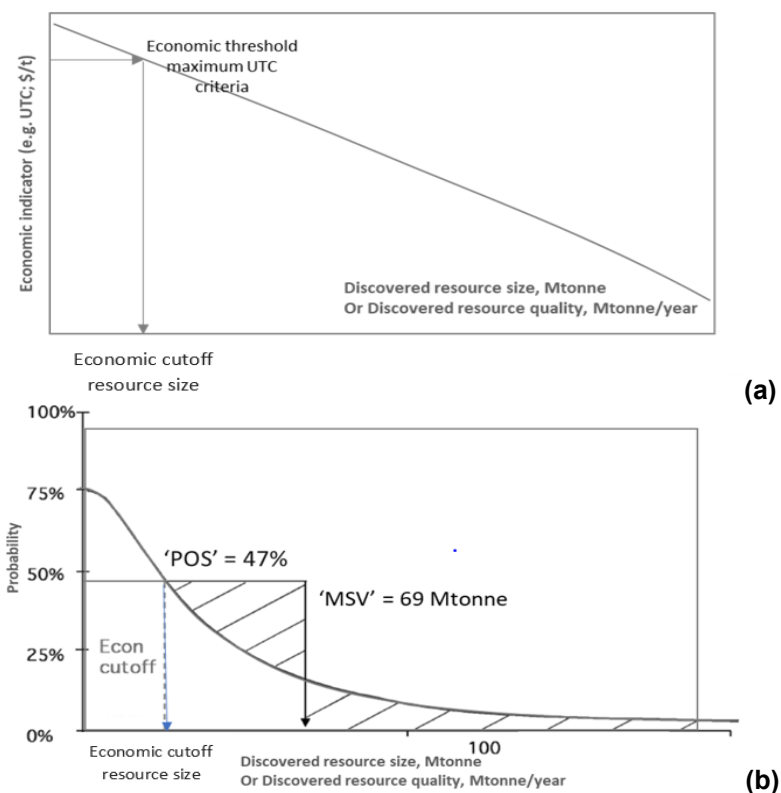 Economic indicator (e.g. UTC; $/t)
Economic threshold
maximum UTC
criteria
Discovered resource size, Mtonne
Or Discovered resource quality, Mtonne/year
Economic cutoff
resource size
(a)
100%
75%
50%
25%
0%
Probability
'POS' = 47%
'MSV' = 69 Mtonne
Econ
cutoff
100
Economic cutoff
resource size
Discovered resource size, Mtonne
Or Discovered resource quality, Mtonne/year
(b)